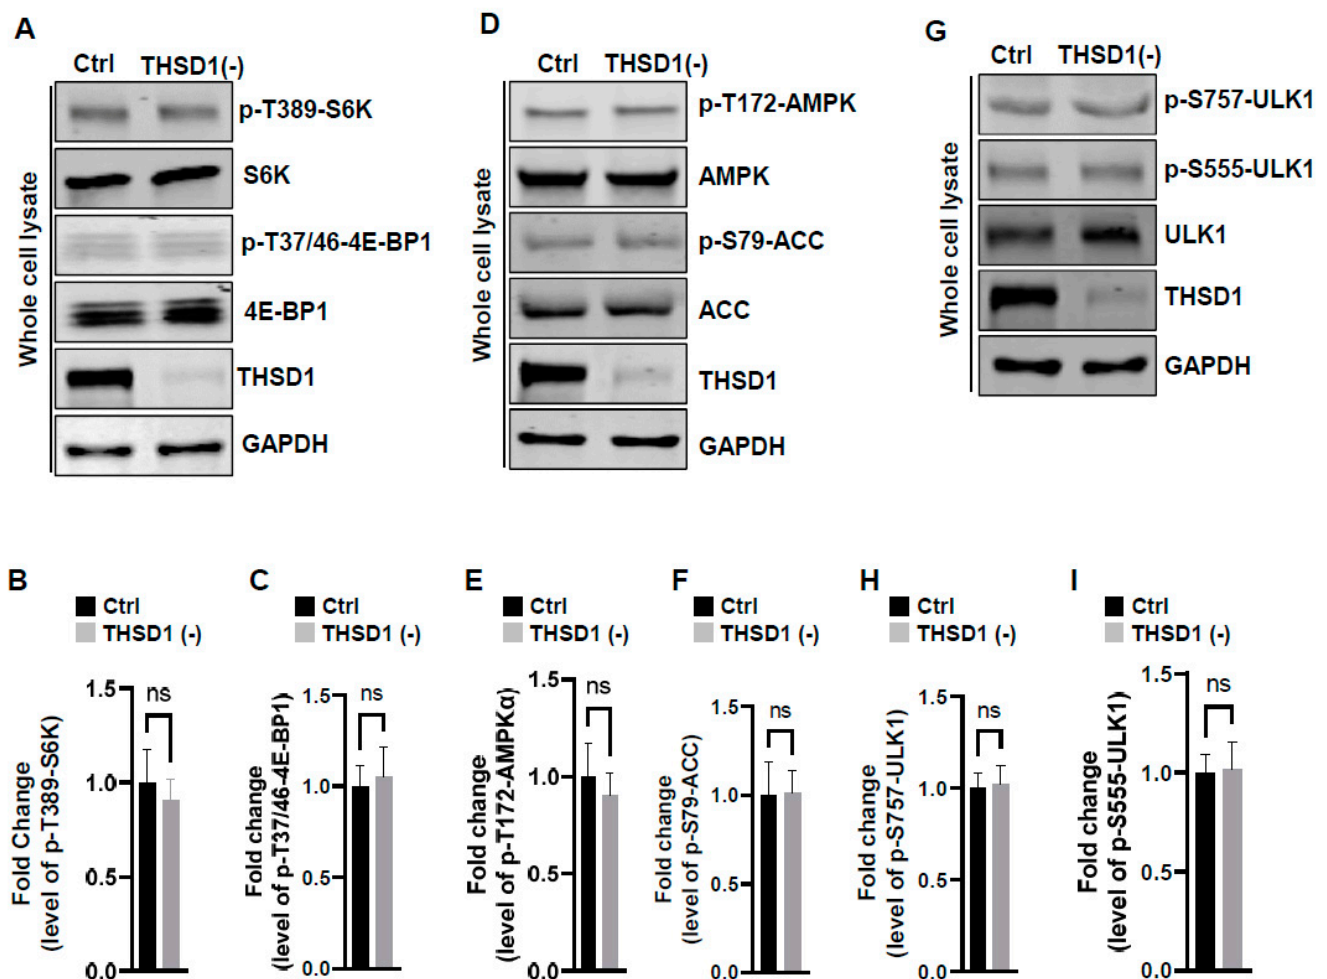 A
Ctrl THSD1(-)
p-T389-S6K
S6K
p-T37/46-4E-BP1
4E-BP1
THSD1
GAPDH
Whole cell lysate
D
Ctrl THSD1(-)
p-T172-AMPK
AMPK
p-S79-ACC
ACC
THSD1
GAPDH
Whole cell lysate
G
Ctrl THSD1(-)
p-S757-ULK1
p-S555-ULK1
ULK1
THSD1
GAPDH
Whole cell lysate
B
Ctrl
THSD1 (-)
ns
1.5
1.0
0.5
0.0
Fold Change
(level of p-T389-S6K)
C
Ctrl
THSD1 (-)
ns
1.5
1.0
0.5
0.0
Fold change
(level of p-T37/46-4E-BP1)
E
Ctrl
THSD1 (-)
ns
1.5
1.0
0.5
0.0
Fold change
(level of p-T172-AMPKα)
F
Ctrl
THSD1 (-)
ns
1.5
1.0
0.5
0.0
Fold change
(level of p-S79-ACC)
H
Ctrl
THSD1 (-)
ns
1.5
1.0
0.5
0.0
Fold change
(level of p-S757-ULK1)
I
Ctrl
THSD1 (-)
ns
1.5
1.0
0.5
0.0
Fold change
(level of p-S555-ULK1)